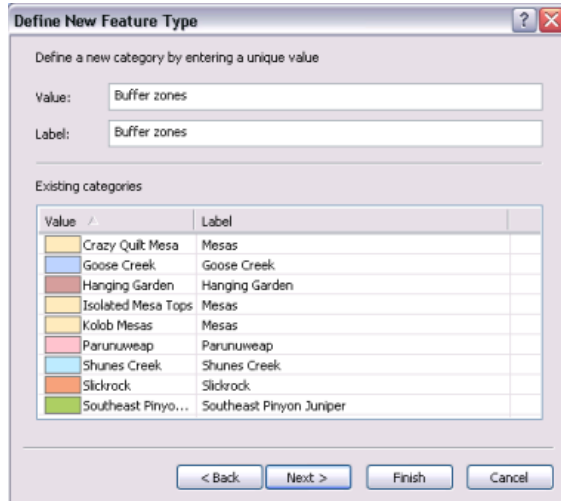 Define New Feature Type
Define a new category by entering a unique value
Value: Buffer zones
Label: Buffer zones
Existing categories
Value Label
Crazy Quilt Mesa Mesas
Goose Creek Goose Creek
Hanging Garden Hanging Garden
Isolated Mesa Tops Mesas
Kolob Mesas Mesas
Parunuweap Parunuweap
Shunes Creek Shunes Creek
Slickrock Slickrock
Southeast Pinyo... Southeast Pinyon Juniper
< Back Next > Finish Cancel